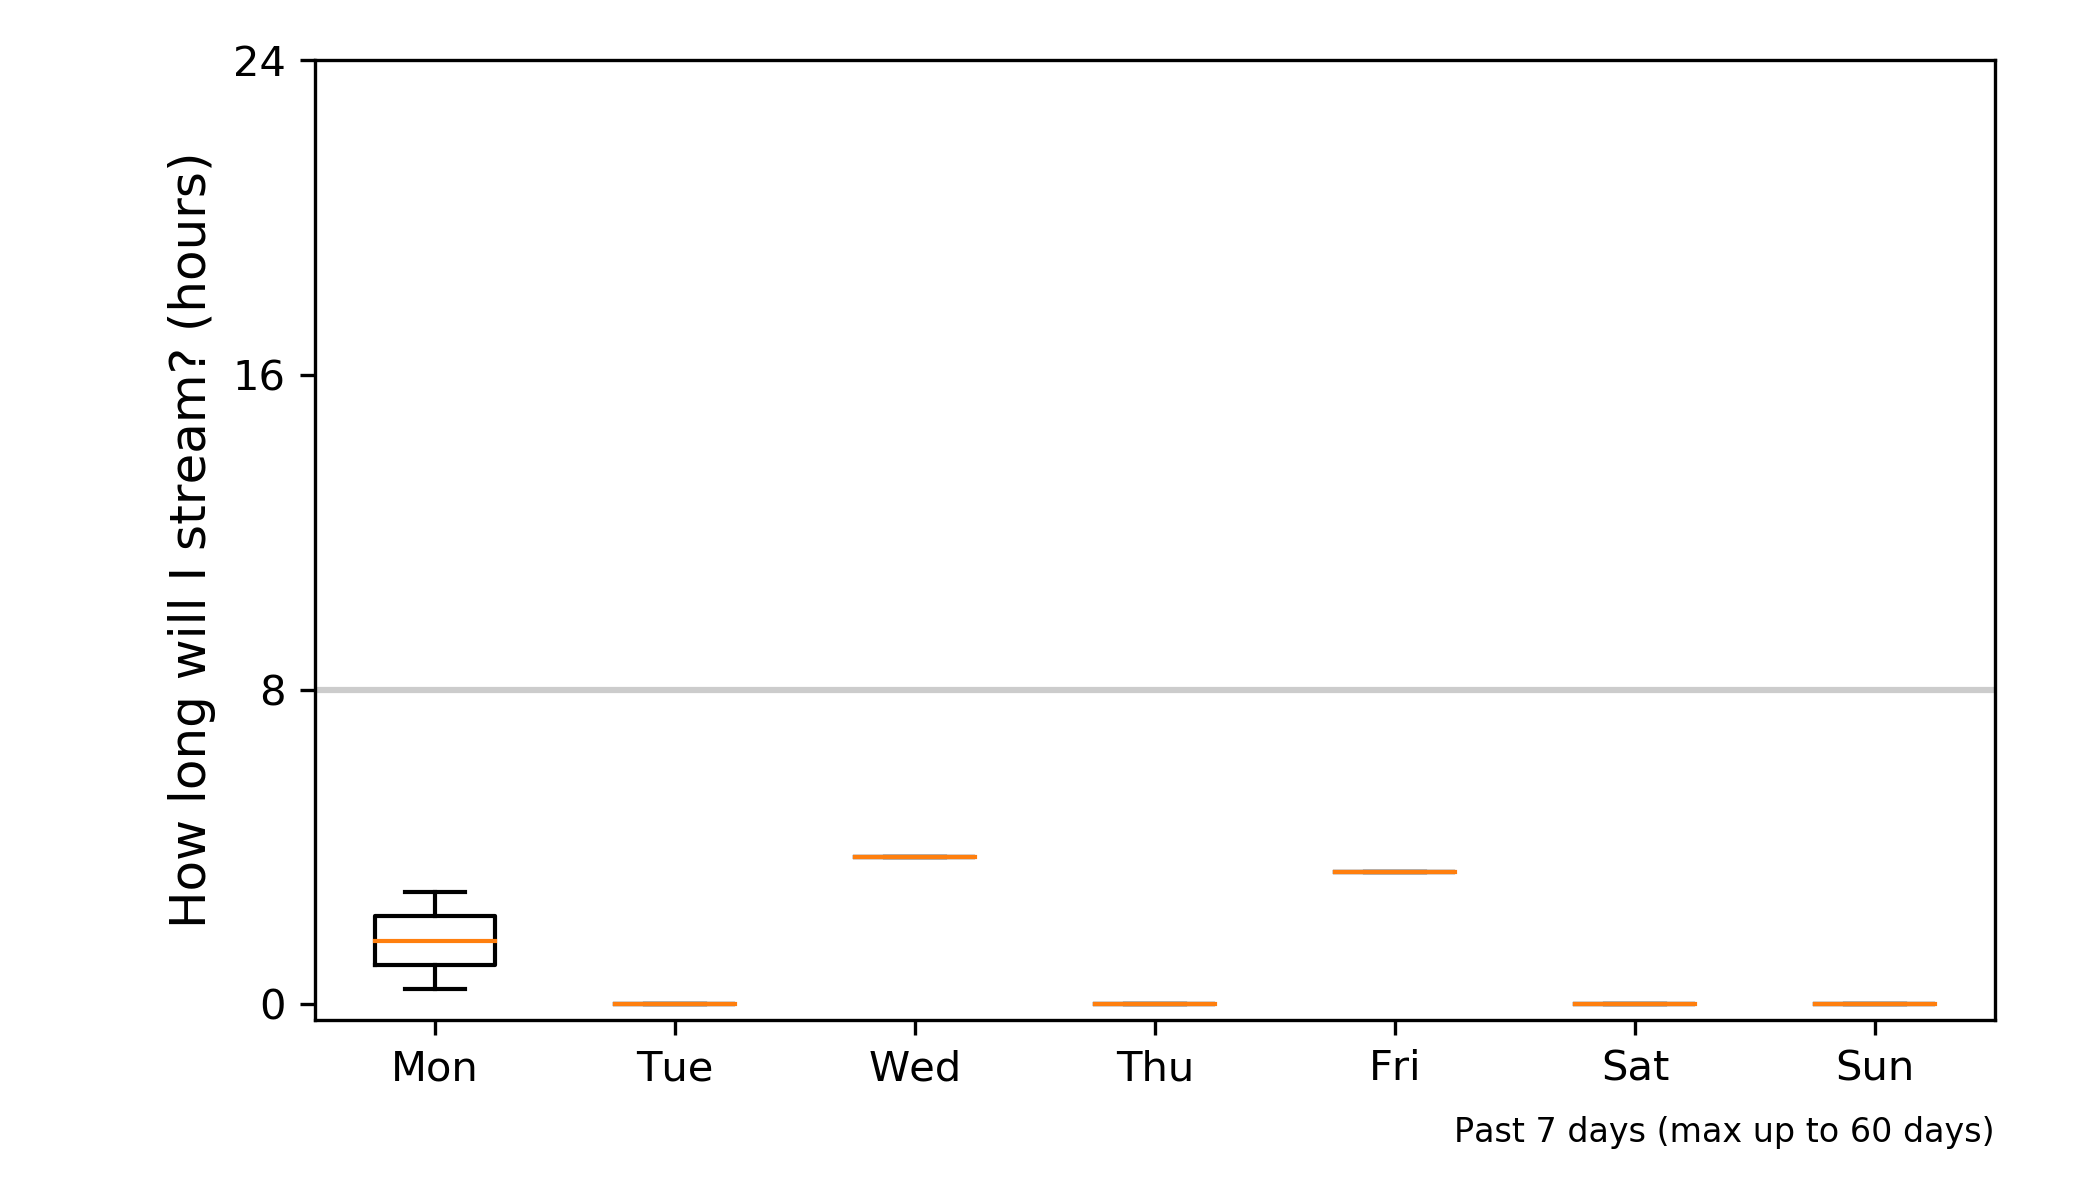 How long will I stream? (hours)
24
16
8
0
Mon Tue Wed Thu Fri Sat Sun
Past 7 days (max up to 60 days)